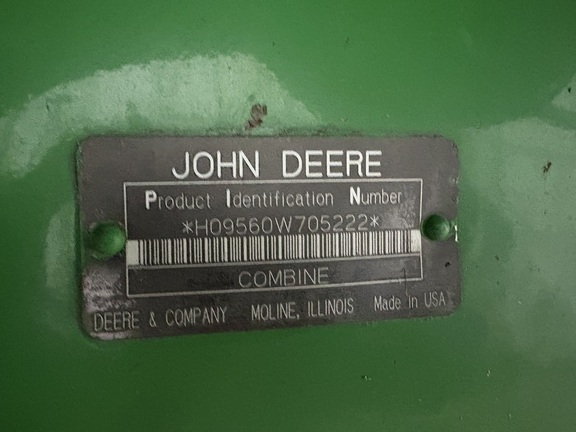 JOHN DEERE
Product Identification Number
*H09560W705222*
COMBINE
DEERE & COMPANY MOLINE, ILLINOIS Made in USA